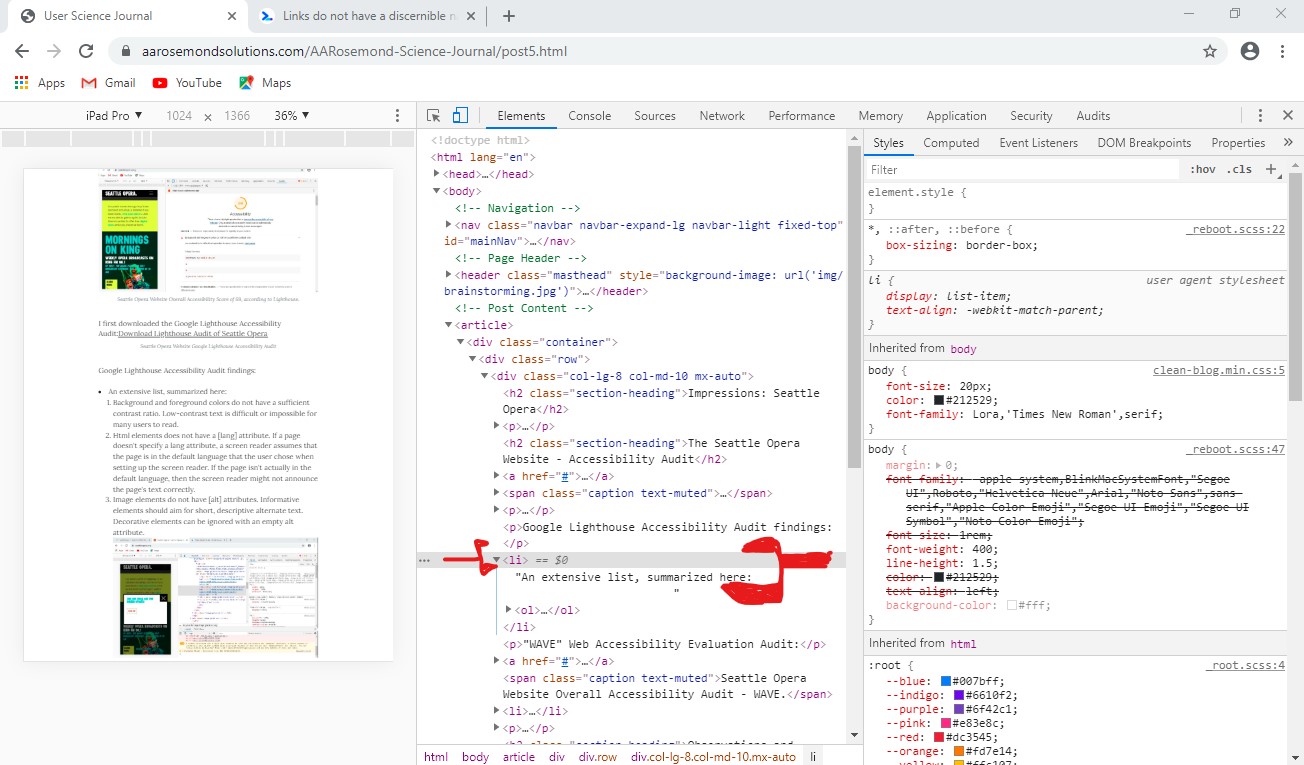 User Science Journal
Links do not have a discernible n
aarosemondsolutions.com/AARosemond-Science-Journal/post5.html
Apps Gmail YouTube Maps
iPad Pro ▼ 1024 × 1366 36% ▼
Elements Console Sources Network Performance Memory Application Security Audits
SEATTLE OPERA.
MORNINGS
ON KING
Seattle Opera Website Overall Accessibility Score of 88, according to Lighthouse.
I first downloaded the Google Lighthouse Accessibility
Audit:Download Lighthouse Audit of Seattle Opera
Seattle Opera Website Google Lighthouse Accessibility Audit
Google Lighthouse Accessibility Audit findings:
• An extensive list, summarized here:
1. Background and foreground colors do not have a sufficient
contrast ratio. Low-contrast text is difficult or impossible for
many users to read.
2. Html elements does not have a [lang] attribute. If a page
doesn't specify a lang attribute, a screen reader assumes that
the page is in the default language that the user chose when
setting up the screen reader. If the page isn't actually in the
default language, then the screen reader might not announce
the page's text correctly.
3. Image elements do not have [alt] attributes. Informative
elements should aim for short, descriptive alternate text.
Decorative elements can be ignored with an empty alt
attribute.
<!doctype html>
<html lang="en">
<head>…</head>
<body>
<!-- Navigation -->
<nav class="navbar navbar-expand-lg navbar-light fixed-top"
id="mainNav">…</nav>
<!-- Page Header -->
<header class="masthead" style="background-image: url('img/
brainstorming.jpg')">…</header>
<!-- Post Content -->
<article>
<div class="container">
<div class="row">
<div class="col-lg-8 col-md-10 mx-auto">
<h2 class="section-heading">Impressions: Seattle
Opera</h2>
<p>…</p>
<h2 class="section-heading">The Seattle Opera
Website - Accessibility Audit</h2>
<a href="#">…</a>
<span class="caption text-muted">…</span>
<p>…</p>
<p>Google Lighthouse Accessibility Audit findings:
</p>
<li> == $0
"An extensive list, summarized here:
"
<ol>…</ol>
</li>
<p>"WAVE" Web Accessibility Evaluation Audit:</p>
<a href="#">…</a>
<span class="caption text-muted">Seattle Opera
Website Overall Accessibility Audit - WAVE.</span>
<li>…</li>
<p>…</p>
<h2 class="section-heading">Observations and
html body article div div.row div.col-lg-8.col-md-10.mx-auto li
Styles Computed Event Listeners DOM Breakpoints Properties »
Filter :hov .cls +
element.style {
}
*, ::after, ::before { _reboot.scss:22
box-sizing: border-box;
}
li { user agent stylesheet
display: list-item;
text-align: -webkit-match-parent;
}
Inherited from body
body { clean-blog.min.css:5
font-size: 20px;
color: #212529;
font-family: Lora,'Times New Roman',serif;
}
body { _reboot.scss:47
margin: 0;
font-family: -apple-system,BlinkMacSystemFont,"Segoe
UI",Roboto,"Helvetica Neue",Arial,"Noto Sans",sans-
serif,"Apple Color Emoji","Segoe UI Emoji","Segoe UI
Symbol","Noto Color Emoji";
font-size: 1rem;
font-weight: 400;
line-height: 1.5;
color: #212529;
text-align: left;
background-color: #fff;
}
Inherited from html
:root { _root.scss:4
--blue: #007bff;
--indigo: #6610f2;
--purple: #6f42c1;
--pink: #e83e8c;
--red: #dc3545;
--orange: #fd7e14;
--yellow: #ffc107;